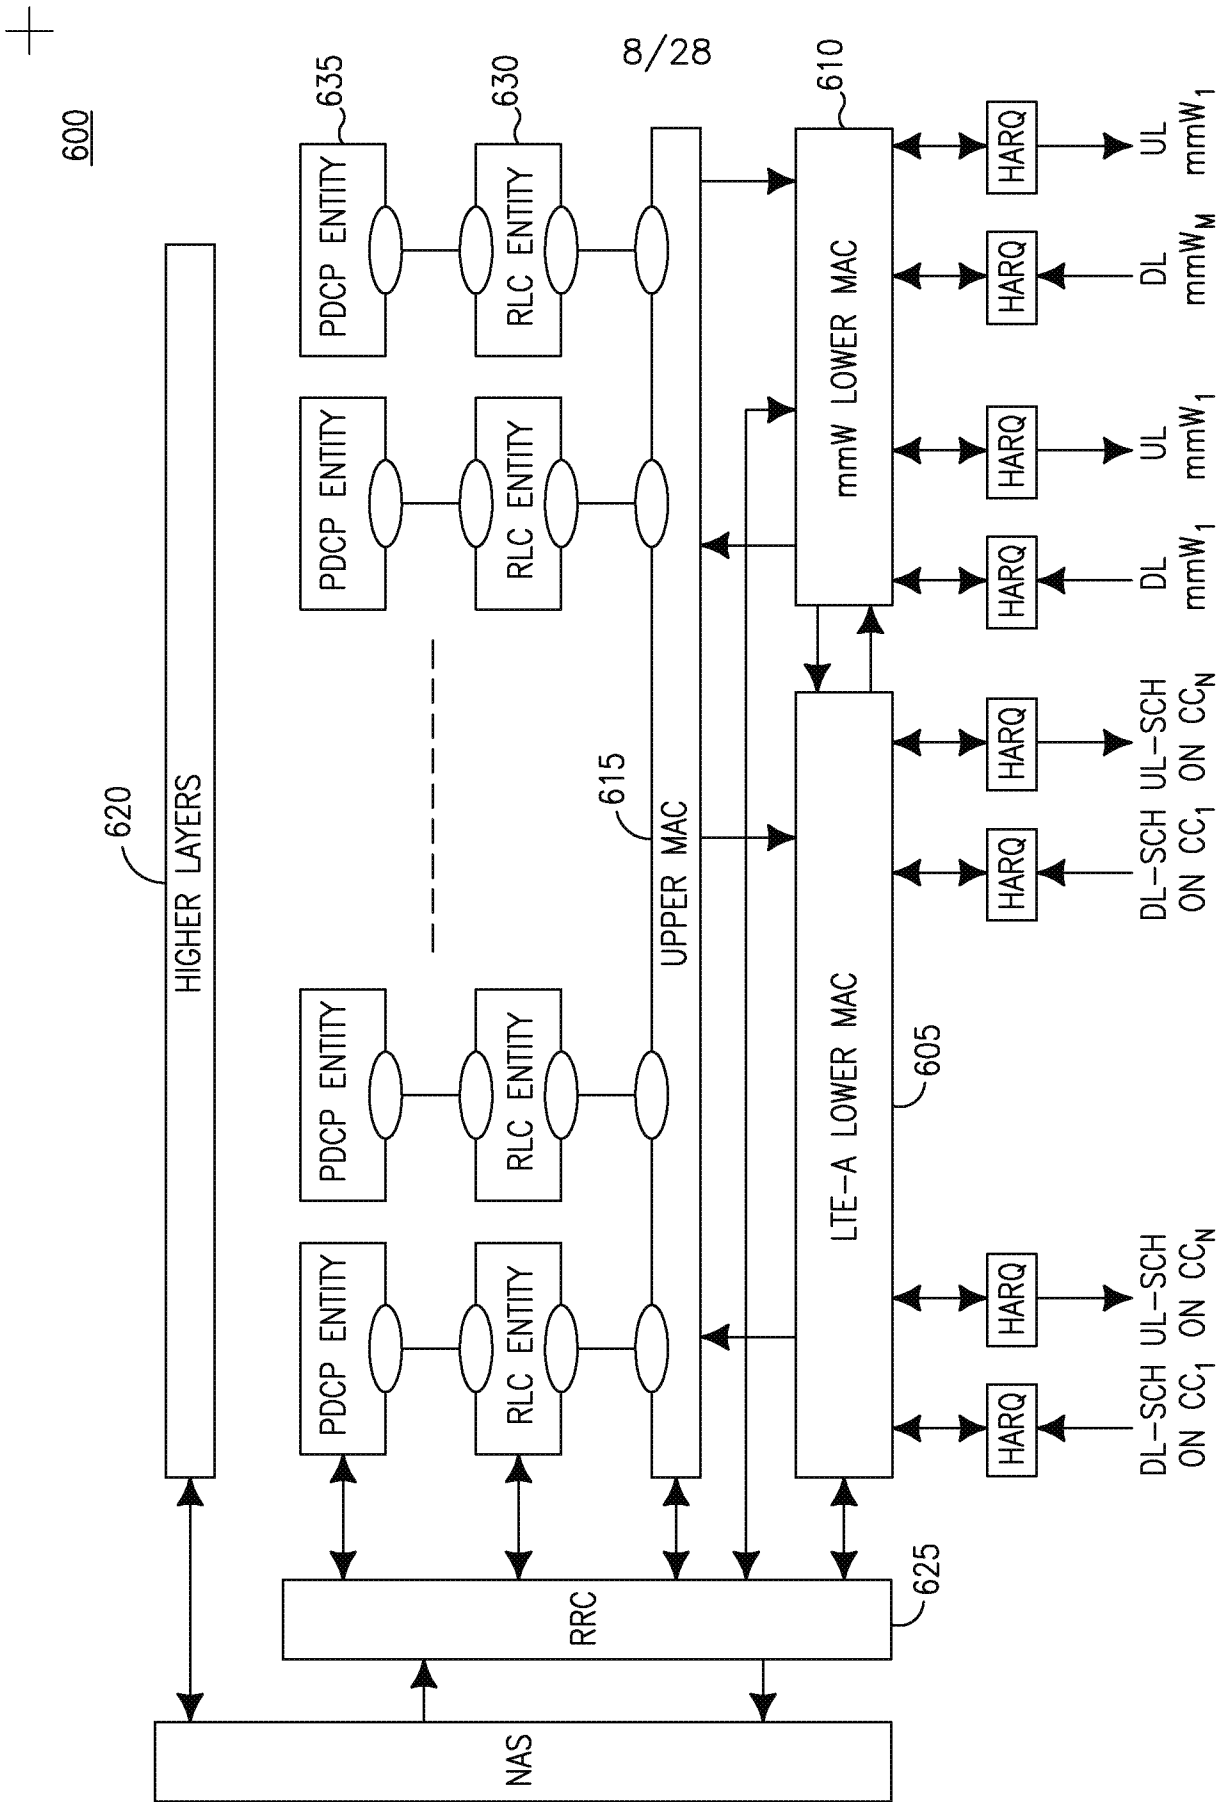 8/28
600
620
HIGHER LAYERS
PDCP ENTITY
PDCP ENTITY
PDCP ENTITY
PDCP ENTITY
635
RLC ENTITY
RLC ENTITY
RLC ENTITY
RLC ENTITY
630
615
UPPER MAC
NAS
RRC
625
LTE-A LOWER MAC
605
mmW LOWER MAC
610
HARQ
HARQ
HARQ
HARQ
HARQ
HARQ
HARQ
HARQ
DL-SCH UL-SCH
ON CC1 ON CCN
DL-SCH UL-SCH
ON CC1 ON CCN
DL UL DL UL
mmW1 mmW1 mmWM mmW1